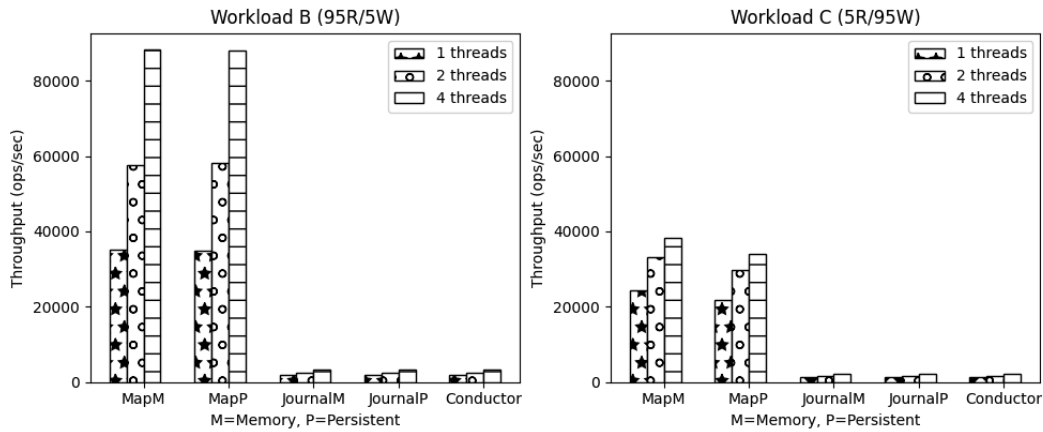 Workload B (95R/5W)
Throughput (ops/sec)
80000
60000
40000
20000
0
1 threads
2 threads
4 threads
MapM
MapP
JournalM
JournalP
Conductor
M=Memory, P=Persistent
Workload C (5R/95W)
Throughput (ops/sec)
80000
60000
40000
20000
0
1 threads
2 threads
4 threads
MapM
MapP
JournalM
JournalP
Conductor
M=Memory, P=Persistent